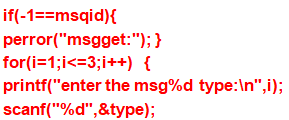 if(-1==msqid){
perror("msgget:"); }
for(i=1;i<=3;i++) {
printf("enter the msg%d type:\n",i);
scanf("%d",&type);